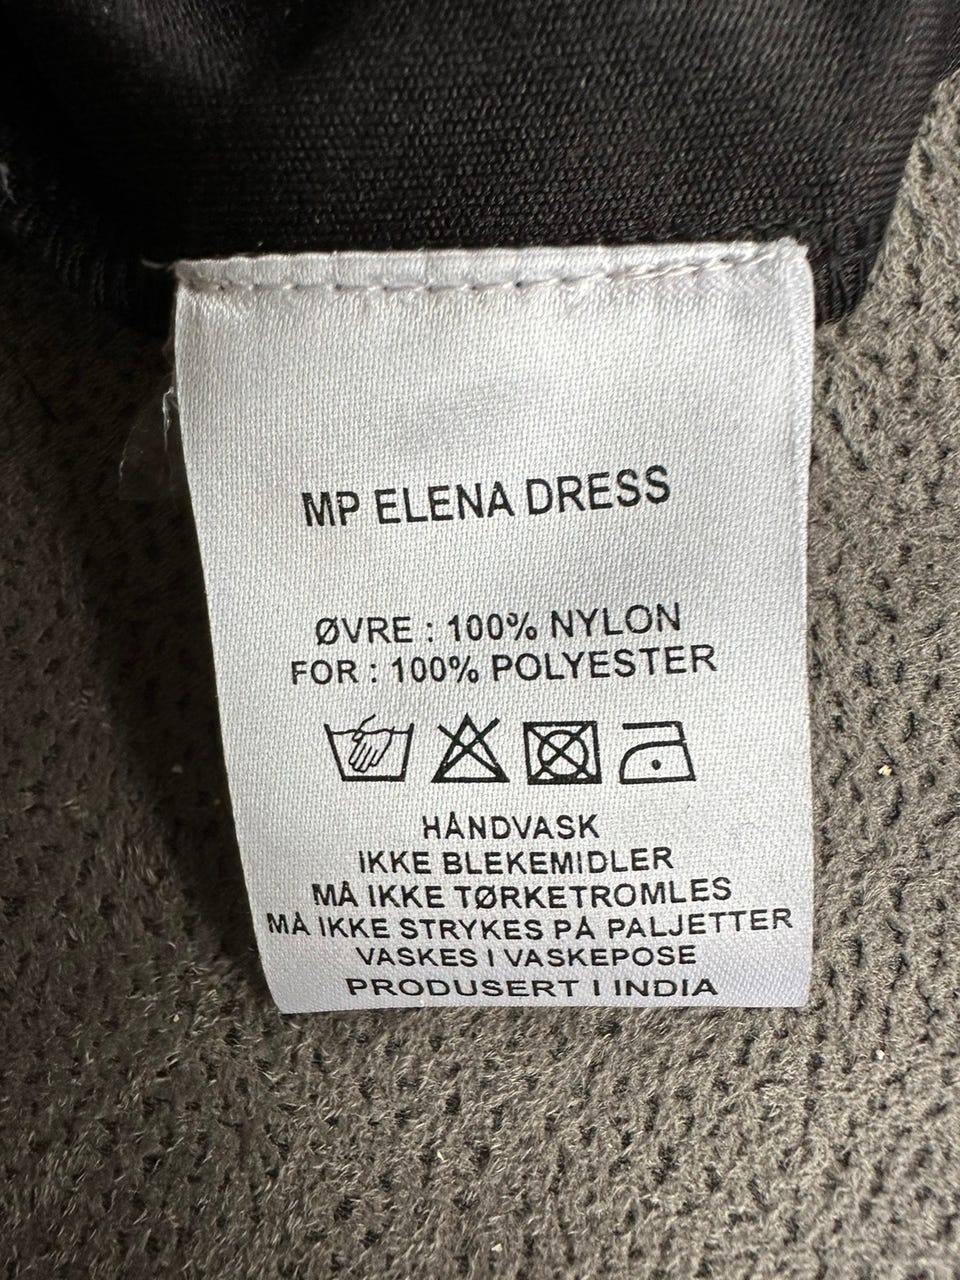 MP ELENA DRESS
ØVRE : 100% NYLON
FOR : 100% POLYESTER
HÅNDVASK
IKKE BLEKEMIDLER
MÅ IKKE TØRKETROMLES
MÅ IKKE STRYKES PÅ PALJETTER
VASKES I VASKEPOSE
PRODUSERT I INDIA